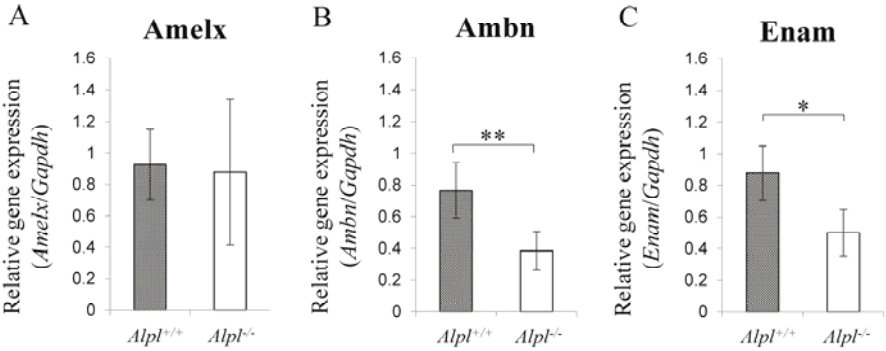 A
Amelx
Relative gene expression
(Amelx/Gapdh)
1.6
1.4
1.2
1
0.8
0.6
0.4
0.2
0
Alpl+/+
Alpl-/-
B
Ambn
Relative gene expression
(Ambn/Gapdh)
1.6
1.4
1.2
1
0.8
0.6
0.4
0.2
0
**
Alpl+/+
Alpl-/-
C
Enam
Relative gene expression
(Enam/Gapdh)
1.6
1.4
1.2
1
0.8
0.6
0.4
0.2
0
*
Alpl+/+
Alpl-/-